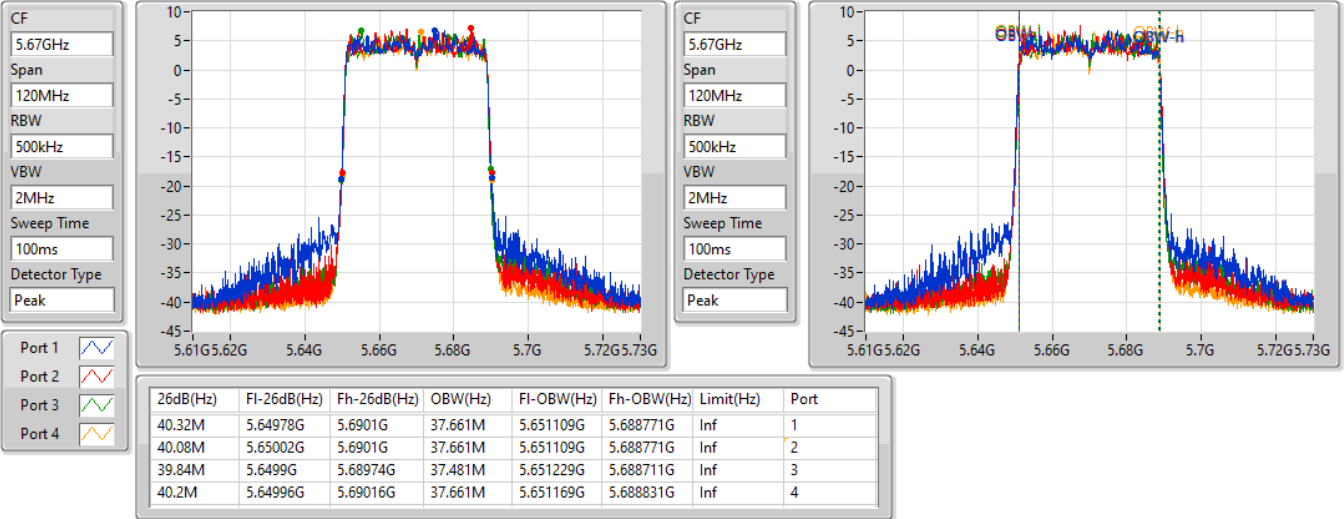 CF
5.67GHz
Span
120MHz
RBW
500kHz
VBW
2MHz
Sweep Time
100ms
Detector Type
Peak
10
5
0
-5
-10
-15
-20
-25
-30
-35
-40
-45
5.61G 5.62G 5.64G 5.66G 5.68G 5.7G 5.72G 5.73G
CF
5.67GHz
Span
120MHz
RBW
500kHz
VBW
2MHz
Sweep Time
100ms
Detector Type
Peak
10
5
0
-5
-10
-15
-20
-25
-30
-35
-40
-45
OBW-h
5.61G 5.62G 5.64G 5.66G 5.68G 5.7G 5.72G 5.73G
Port 1
Port 2
Port 3
Port 4
26dB(Hz) Fl-26dB(Hz) Fh-26dB(Hz) OBW(Hz) Fl-OBW(Hz) Fh-OBW(Hz) Limit(Hz) Port
40.32M 5.64978G 5.6901G 37.661M 5.651109G 5.688771G Inf 1
40.08M 5.65002G 5.6901G 37.661M 5.651109G 5.688771G Inf 2
39.84M 5.6499G 5.68974G 37.481M 5.651229G 5.688711G Inf 3
40.2M 5.64996G 5.69016G 37.661M 5.651169G 5.688831G Inf 4